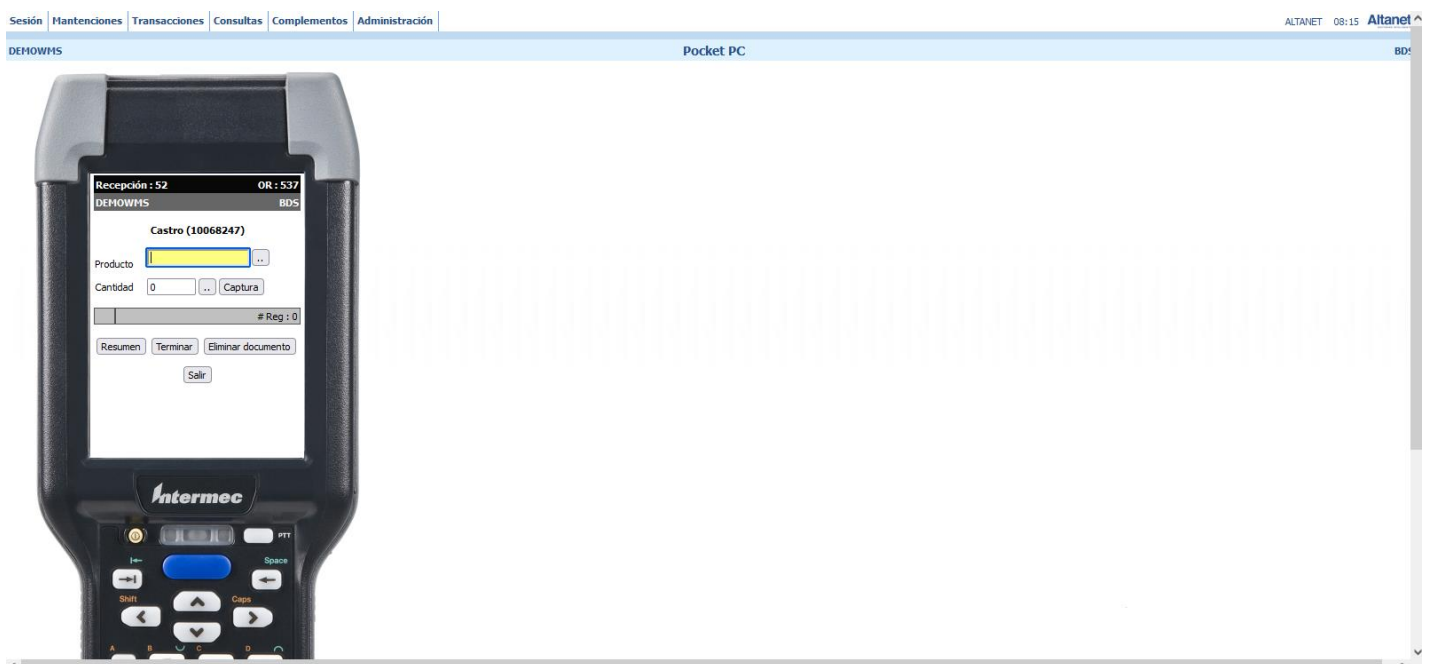 Sesión Mantenciones Transacciones Consultas Complementos Administración ALTANET 08:15 Altanet
DEMOWMS Pocket PC BDS
Recepción : 52 OR : 537
DEMOWMS BDS
Castro (10068247)
Producto ..
Cantidad 0 .. Captura
# Reg : 0
Resumen Terminar Eliminar documento
Salir
Intermec
PTT
Space
Shift Caps
A B C D